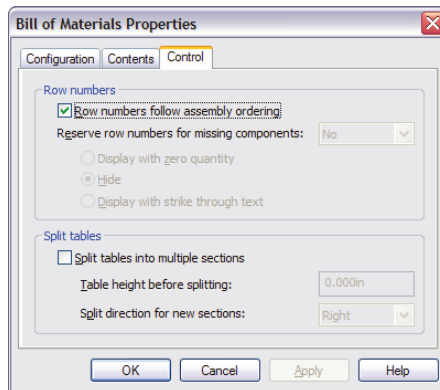 Bill of Materials Properties
Configuration Contents Control
Row numbers
Row numbers follow assembly ordering
Reserve row numbers for missing components: No
Display with zero quantity
Hide
Display with strike through text
Split tables
Split tables into multiple sections
Table height before splitting: 0.000in
Split direction for new sections: Right
OK Cancel Apply Help